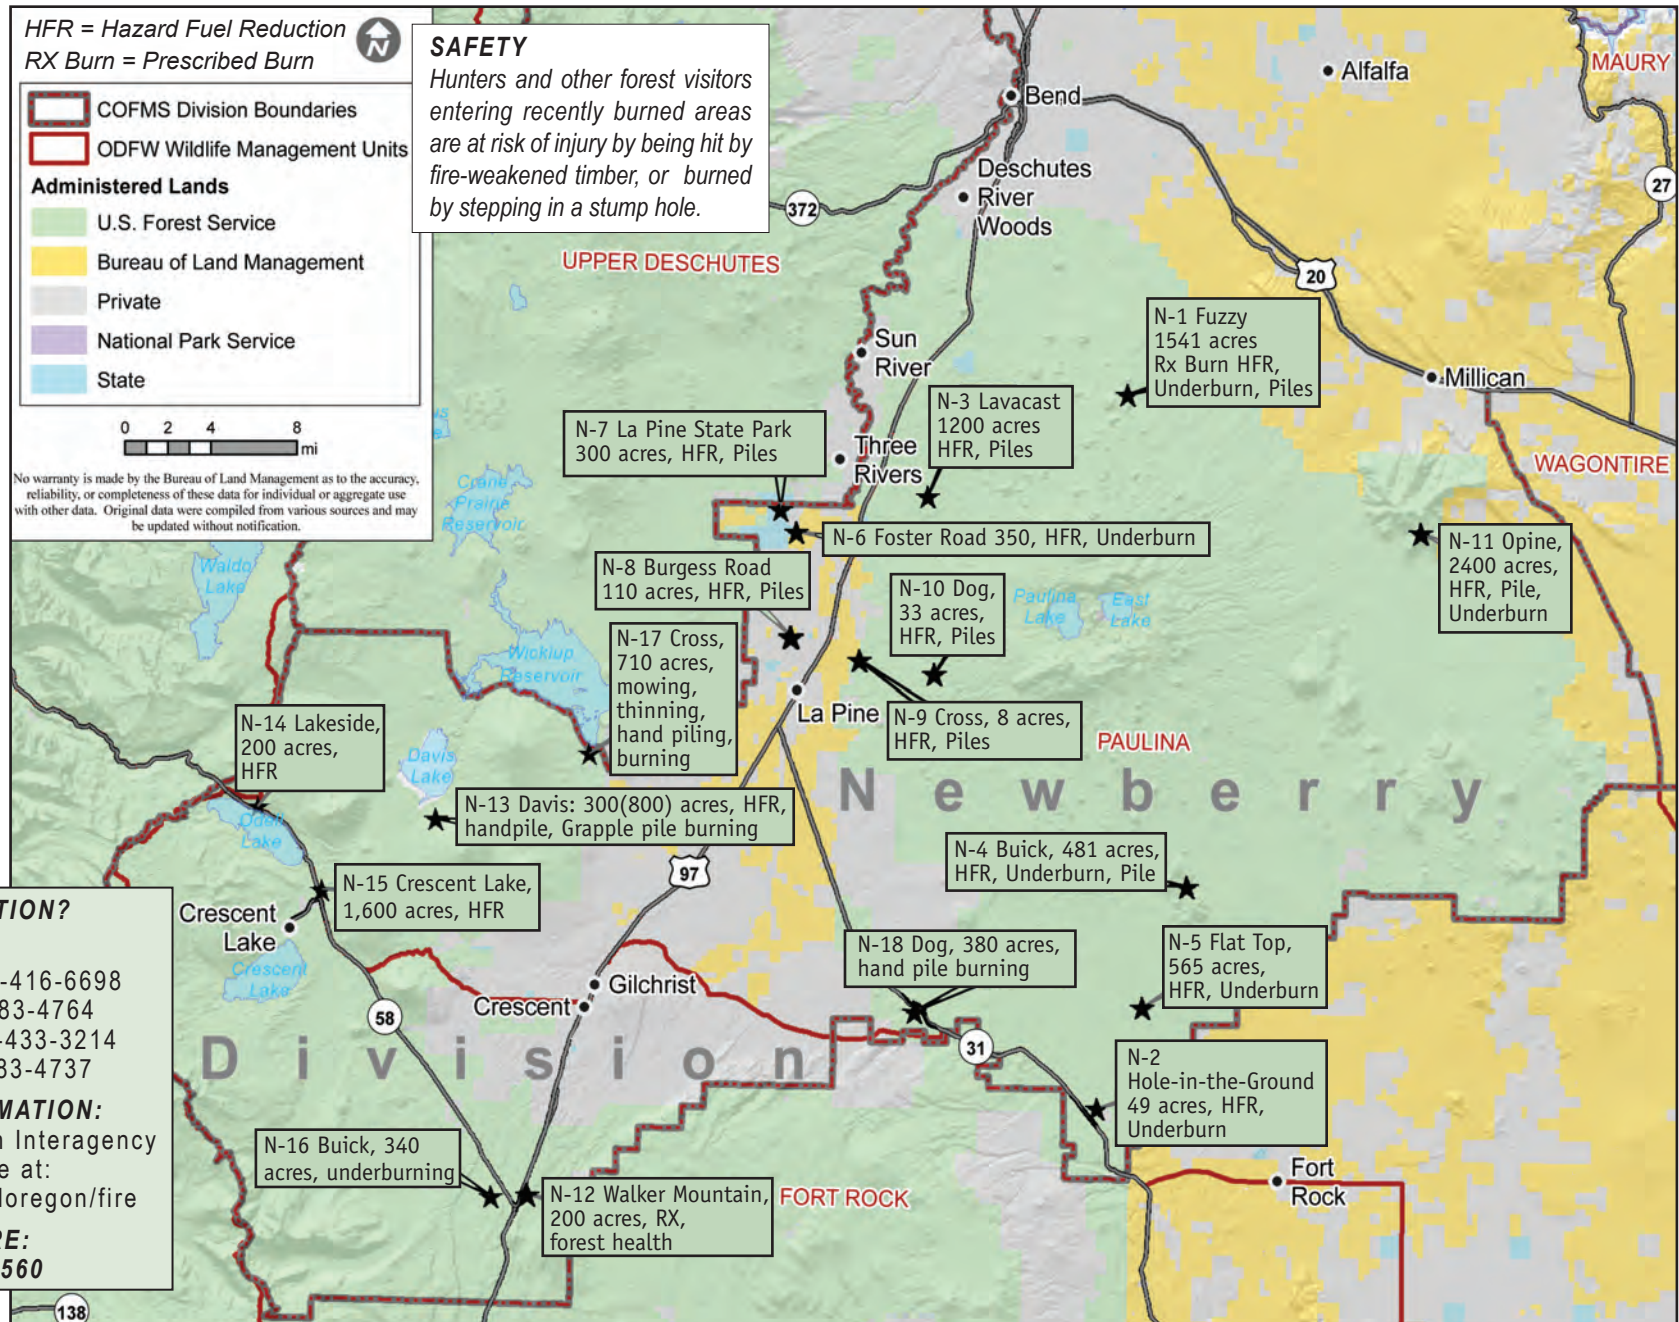 HFR = Hazard Fuel Reduction
RX Burn = Prescribed Burn
N
COFMS Division Boundaries
ODFW Wildlife Management Units
Administered Lands
U.S. Forest Service
Bureau of Land Management
Private
National Park Service
State
0 2 4 8
mi
No warranty is made by the Bureau of Land Management as to the accuracy,
reliability, or completeness of these data for individual or aggregate use
with other data. Original data were compiled from various sources and may
be updated without notification.
SAFETY
Hunters and other forest visitors
entering recently burned areas
are at risk of injury by being hit by
fire-weakened timber, or burned
by stepping in a stump hole.
Bend
Alfalfa
MAURY
27
Deschutes
River
Woods
372
UPPER DESCHUTES
20
N-1 Fuzzy
1541 acres
Rx Burn HFR,
Underburn, Piles
Sun
River
Millican
N-3 Lavacast
1200 acres
HFR, Piles
N-7 La Pine State Park
300 acres, HFR, Piles
Three
Rivers
WAGONTIRE
Crane
Prairie
Reservoir
N-6 Foster Road 350, HFR, Underburn
N-11 Opine,
2400 acres,
HFR, Pile,
Underburn
Waldo
Lake
N-8 Burgess Road
110 acres, HFR, Piles
N-10 Dog,
33 acres,
HFR, Piles
Paulina
Lake
East
Lake
N-17 Cross,
710 acres,
mowing,
thinning,
hand piling,
burning
Wickiup
Reservoir
La Pine
N-9 Cross, 8 acres,
HFR, Piles
PAULINA
N-14 Lakeside,
200 acres,
HFR
Davis
Lake
Newberry
N-13 Davis: 300(800) acres, HFR,
handpile, Grapple pile burning
Odell
Lake
N-4 Buick, 481 acres,
HFR, Underburn, Pile
97
N-15 Crescent Lake,
1,600 acres, HFR
Crescent
Lake
Crescent
Lake
N-18 Dog, 380 acres,
hand pile burning
N-5 Flat Top,
565 acres,
HFR, Underburn
Gilchrist
Crescent
58
31
Division
N-2
Hole-in-the-Ground
49 acres, HFR,
Underburn
N-16 Buick, 340
acres, underburning
N-12 Walker Mountain,
200 acres, RX,
forest health
FORT ROCK
Fort
Rock
TION?
-416-6698
83-4764
-433-3214
83-4737
MATION:
n Interagency
e at:
loregon/fire
RE:
560
138